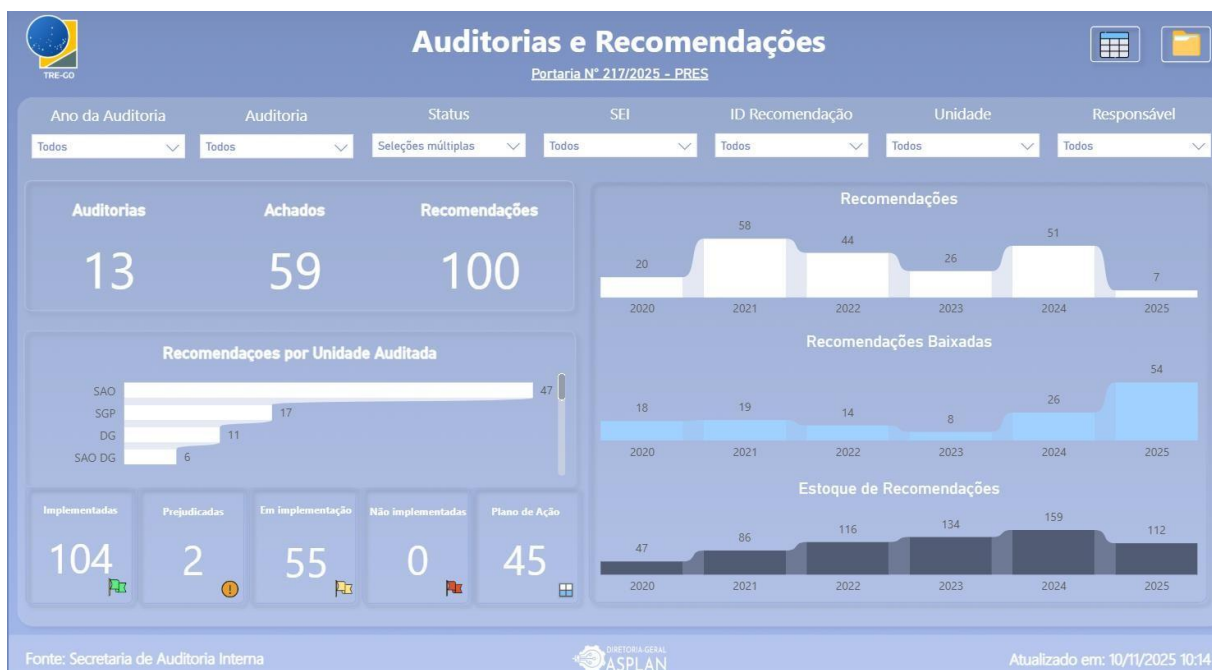 TRE-GO
Auditorias e Recomendações
Portaria N° 217/2025 - PRES
Ano da Auditoria Auditoria Status SEI ID Recomendação Unidade Responsável
Todos Todos Seleções múltiplas Todos Todos Todos Todos
Auditorias Achados Recomendações
13 59 100
Recomendaçoes por Unidade Auditada
SAO 47
SGP 17
DG 11
SAO DG 6
Implementadas Prejudicadas Em implementação Não implementadas Plano de Ação
104 2 55 0 45
Recomendações
20 58 44 26 51 7
2020 2021 2022 2023 2024 2025
Recomendações Baixadas
18 19 14 8 26 54
2020 2021 2022 2023 2024 2025
Estoque de Recomendações
47 86 116 134 159 112
2020 2021 2022 2023 2024 2025
Fonte: Secretaria de Auditoria Interna
DIRETORIA-GERAL
ASPLAN
Atualizado em: 10/11/2025 10:14